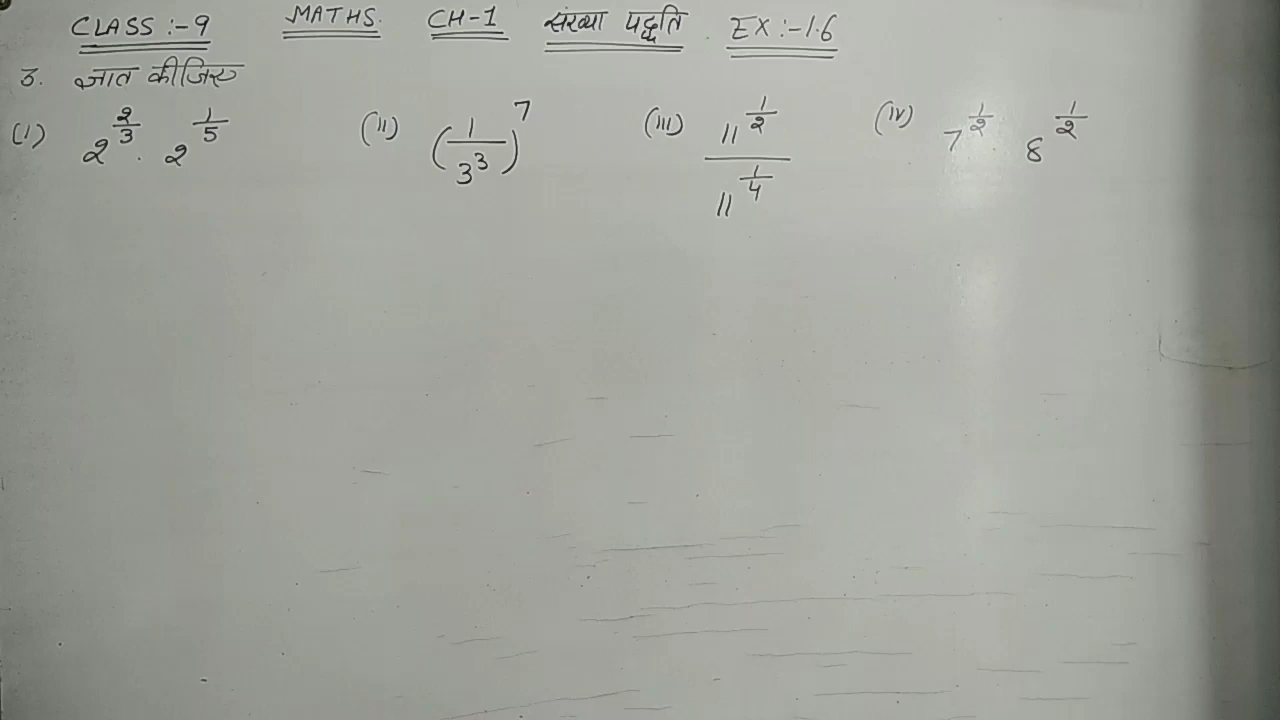 CLASS :- 9 MATHS. CH-1 संख्या पद्धति . EX :- 1.6
3. ज्ञात कीजिए
(i) 2^(2/3) . 2^(1/5) (ii) (1/3^3)^7 (iii) 11^(1/2) / 11^(1/4) (iv) 7^(1/2) . 8^(1/2)